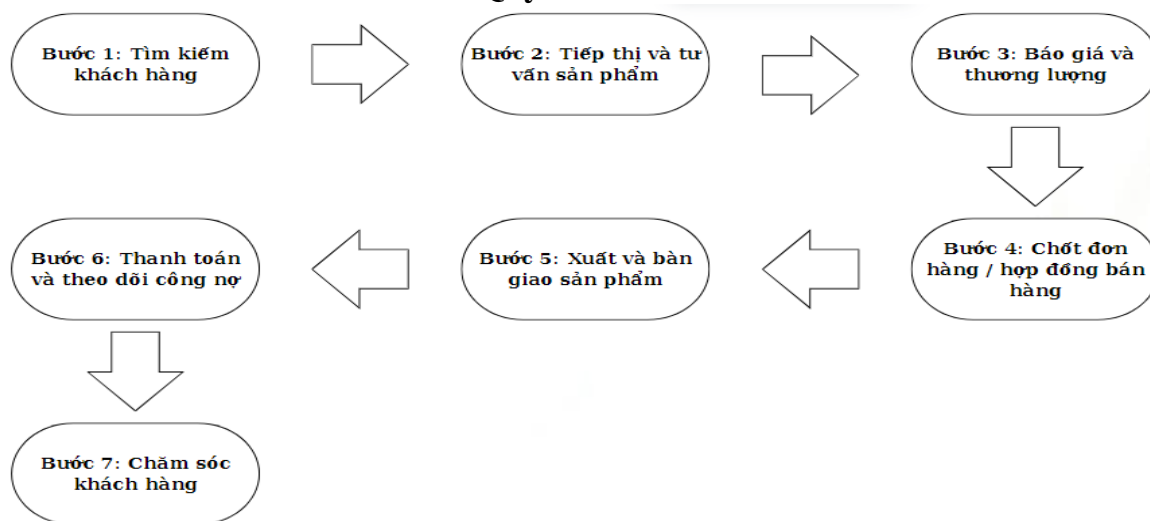 Bước 1: Tìm kiếm
khách hàng
Bước 2: Tiếp thị và tư
vấn sản phẩm
Bước 3: Báo giá và
thương lượng
Bước 4: Chốt đơn
hàng / hợp đồng bán
hàng
Bước 5: Xuất và bàn
giao sản phẩm
Bước 6: Thanh toán
và theo dõi công nợ
Bước 7: Chăm sóc
khách hàng